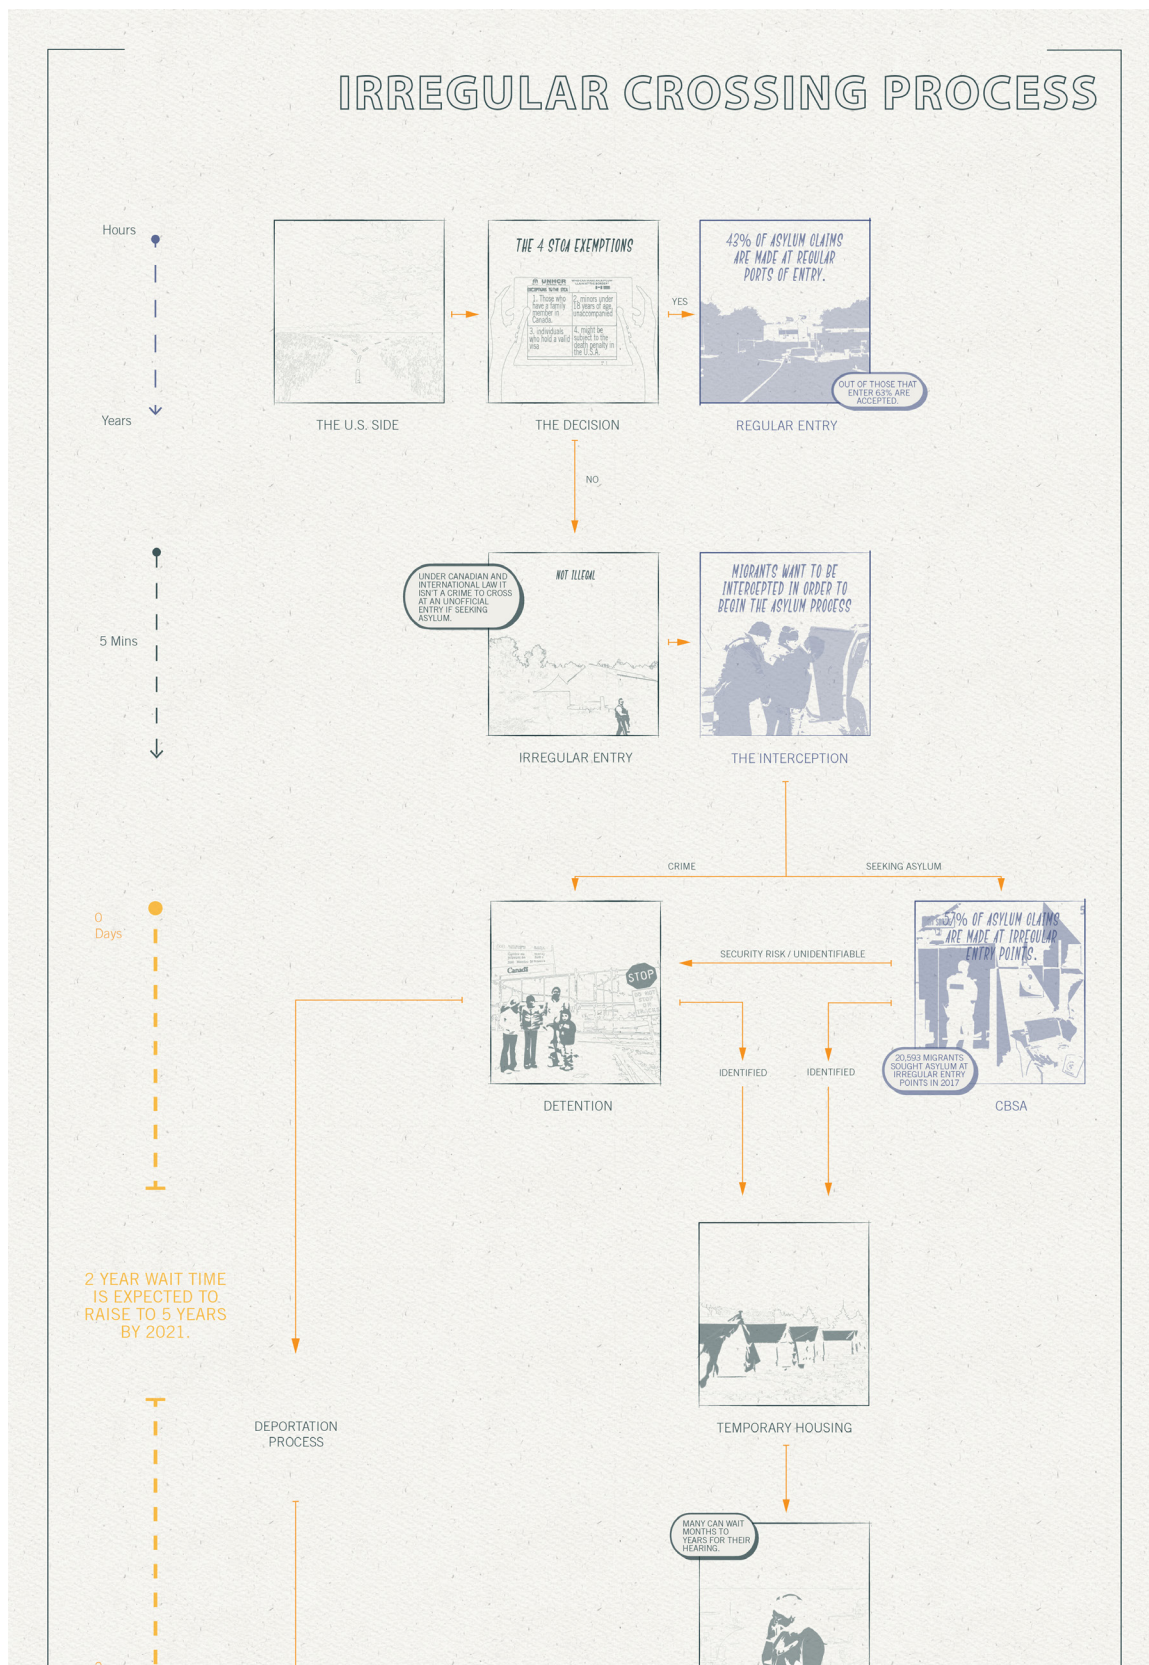 IRREGULAR CROSSING PROCESS
Hours
Years
THE 4 STCA EXEMPTIONS
UNHCR
1. Those who
have a family
member in
Canada.
2. minors under
18 years of age,
unaccompanied
3. individuals
who hold a valid
visa
4. might be
subject to the
death penalty in
the U.S.A.
YES
43% OF ASYLUM CLAIMS
ARE MADE AT REGULAR
PORTS OF ENTRY.
OUT OF THOSE THAT
ENTER 63% ARE
ACCEPTED.
THE U.S. SIDE
THE DECISION
REGULAR ENTRY
NO
5 Mins
UNDER CANADIAN AND
INTERNATIONAL LAW IT
ISN'T A CRIME TO CROSS
AT AN UNOFFICIAL
ENTRY IF SEEKING
ASYLUM.
NOT ILLEGAL
MIGRANTS WANT TO BE
INTERCEPTED IN ORDER TO
BEGIN THE ASYLUM PROCESS
IRREGULAR ENTRY
THE INTERCEPTION
CRIME
SEEKING ASYLUM
0
Days
Canada
STOP
SECURITY RISK / UNIDENTIFIABLE
57% OF ASYLUM CLAIMS
ARE MADE AT IRREGULAR
ENTRY POINTS.
IDENTIFIED
IDENTIFIED
20,593 MIGRANTS
SOUGHT ASYLUM AT
IRREGULAR ENTRY
POINTS IN 2017
DETENTION
CBSA
2 YEAR WAIT TIME
IS EXPECTED TO
RAISE TO 5 YEARS
BY 2021.
DEPORTATION
PROCESS
TEMPORARY HOUSING
MANY CAN WAIT
MONTHS TO
YEARS FOR THEIR
HEARING.